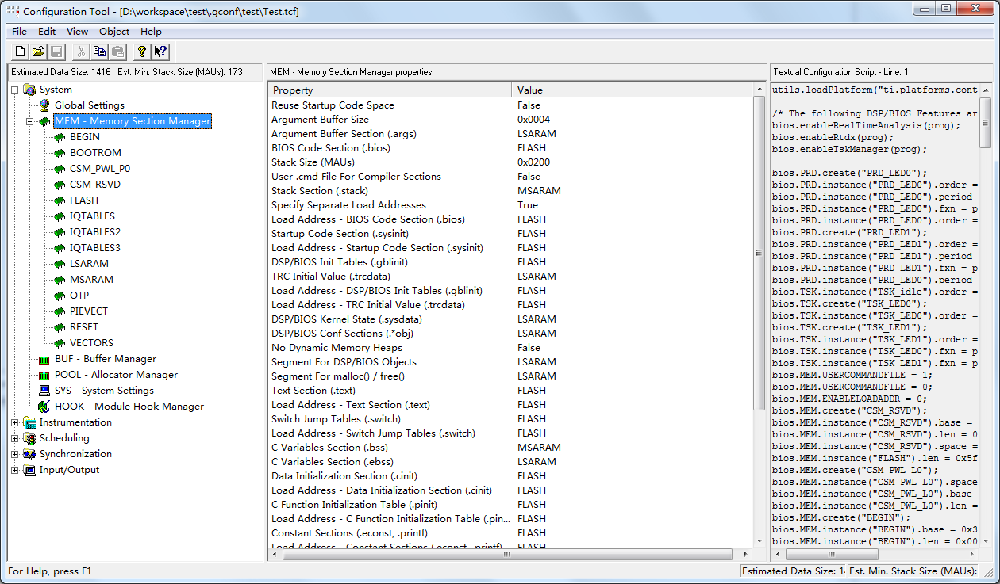 Configuration Tool - [D:\workspace\test\.gconf\test\Test.tcf]
File Edit View Object Help
Estimated Data Size: 1416 Est. Min. Stack Size (MAUs): 173
System
Global Settings
MEM - Memory Section Manager
BEGIN
BOOTROM
CSM_PWL_P0
CSM_RSVD
FLASH
IQTABLES
IQTABLES2
IQTABLES3
LSARAM
MSARAM
OTP
PIEVECT
RESET
VECTORS
BUF - Buffer Manager
POOL - Allocator Manager
SYS - System Settings
HOOK - Module Hook Manager
Instrumentation
Scheduling
Synchronization
Input/Output
MEM - Memory Section Manager properties
Property Value
Reuse Startup Code Space False
Argument Buffer Size 0x0004
Argument Buffer Section (.args) LSARAM
BIOS Code Section (.bios) FLASH
Stack Size (MAUs) 0x0200
User .cmd File For Compiler Sections False
Stack Section (.stack) MSARAM
Specify Separate Load Addresses True
Load Address - BIOS Code Section (.bios) FLASH
Startup Code Section (.sysinit) FLASH
Load Address - Startup Code Section (.sysinit) FLASH
DSP/BIOS Init Tables (.gblinit) FLASH
TRC Initial Value (.trcdata) LSARAM
Load Address - DSP/BIOS Init Tables (.gblinit) FLASH
Load Address - TRC Initial Value (.trcdata) FLASH
DSP/BIOS Kernel State (.sysdata) LSARAM
DSP/BIOS Conf Sections (.*obj) LSARAM
No Dynamic Memory Heaps False
Segment For DSP/BIOS Objects LSARAM
Segment For malloc() / free() LSARAM
Text Section (.text) FLASH
Load Address - Text Section (.text) FLASH
Switch Jump Tables (.switch) FLASH
Load Address - Switch Jump Tables (.switch) FLASH
C Variables Section (.bss) MSARAM
C Variables Section (.ebss) LSARAM
Data Initialization Section (.cinit) FLASH
Load Address - Data Initialization Section (.cinit) FLASH
C Function Initialization Table (.pinit) FLASH
Load Address - C Function Initialization Table (.pin... FLASH
Constant Sections (.econst, .printf) FLASH
Load Address - Constant Sections (.econst, .printf) FLASH
Textual Configuration Script - Line: 1
utils.loadPlatform("ti.platforms.cont
/* The following DSP/BIOS Features ar
bios.enableRealTimeAnalysis(prog);
bios.enableRtdx(prog);
bios.enableTskManager(prog);
bios.PRD.create("PRD_LED0");
bios.PRD.instance("PRD_LED0").order =
bios.PRD.instance("PRD_LED0").period
bios.PRD.instance("PRD_LED0").fxn = p
bios.PRD.instance("PRD_LED0").order =
bios.PRD.create("PRD_LED1");
bios.PRD.instance("PRD_LED1").order =
bios.PRD.instance("PRD_LED1").period
bios.PRD.instance("PRD_LED1").fxn = p
bios.PRD.instance("PRD_LED0").period
bios.TSK.instance("TSK_idle").order =
bios.TSK.create("TSK_LED0");
bios.TSK.instance("TSK_LED0").order =
bios.TSK.create("TSK_LED1");
bios.TSK.instance("TSK_LED1").order =
bios.TSK.instance("TSK_LED0").fxn = p
bios.TSK.instance("TSK_LED1").fxn = p
bios.MEM.USERCOMMANDFILE = 1;
bios.MEM.USERCOMMANDFILE = 0;
bios.MEM.ENABLELOADADDR = 0;
bios.MEM.create("CSM_RSVD");
bios.MEM.instance("CSM_RSVD").base =
bios.MEM.instance("CSM_RSVD").len = 0
bios.MEM.instance("CSM_RSVD").space =
bios.MEM.instance("FLASH").len = 0x5f
bios.MEM.create("CSM_PWL_L0");
bios.MEM.instance("CSM_PWL_L0").space
bios.MEM.instance("CSM_PWL_L0").base
bios.MEM.instance("CSM_PWL_L0").len =
bios.MEM.create("BEGIN");
bios.MEM.instance("BEGIN").base = 0x3
bios.MEM.instance("BEGIN").len = 0x00
For Help, press F1
Estimated Data Size: 1 Est. Min. Stack Size (MAUs):